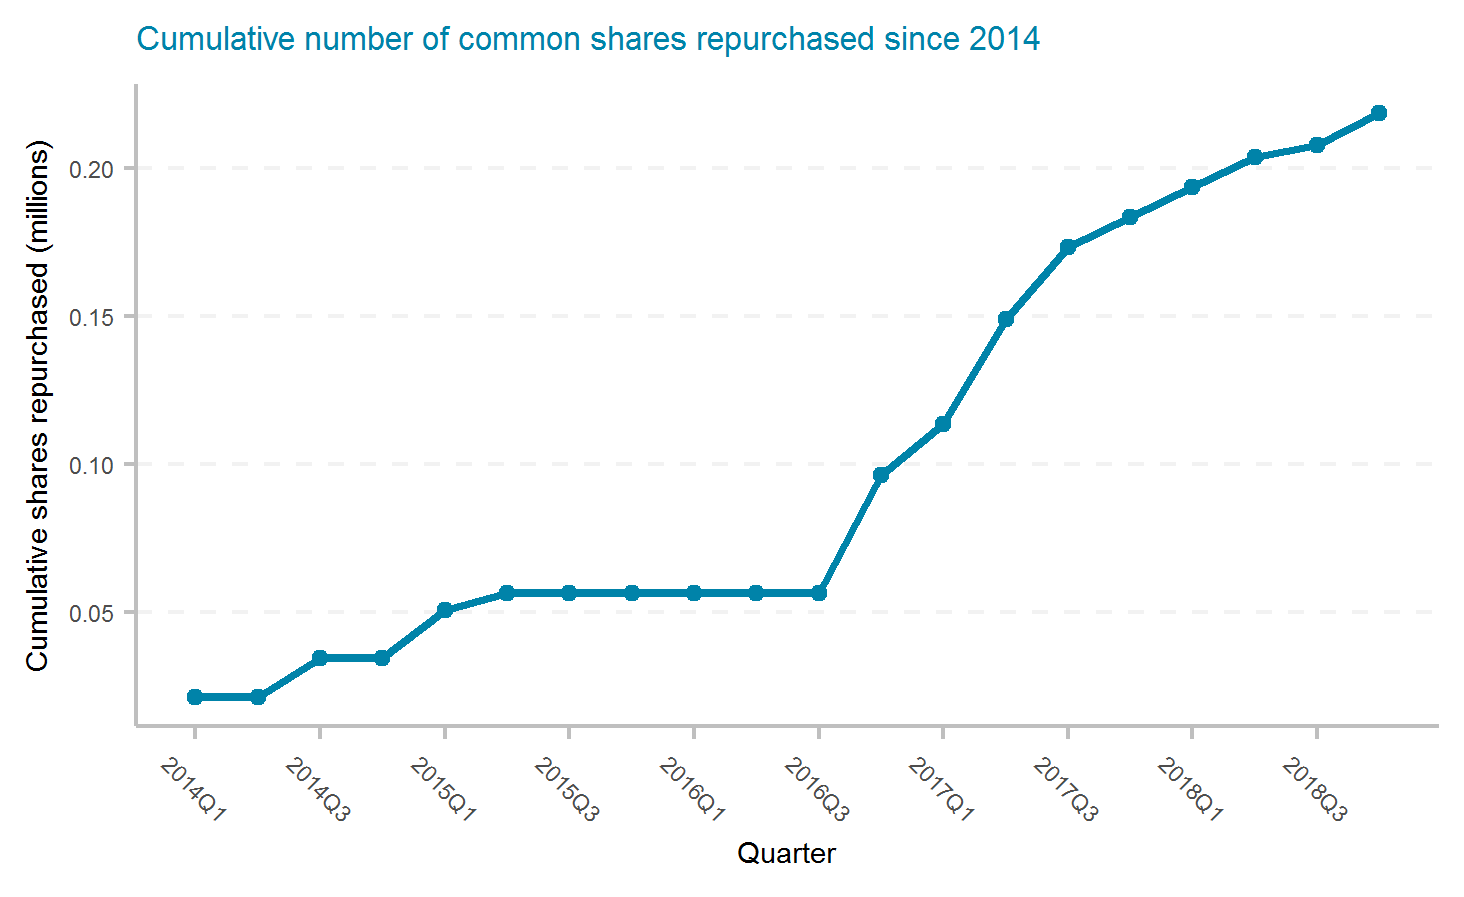 Cumulative number of common shares repurchased since 2014
Cumulative shares repurchased (millions)
0.20
0.15
0.10
0.05
2014Q1
2014Q3
2015Q1
2015Q3
2016Q1
2016Q3
2017Q1
2017Q3
2018Q1
2018Q3
Quarter